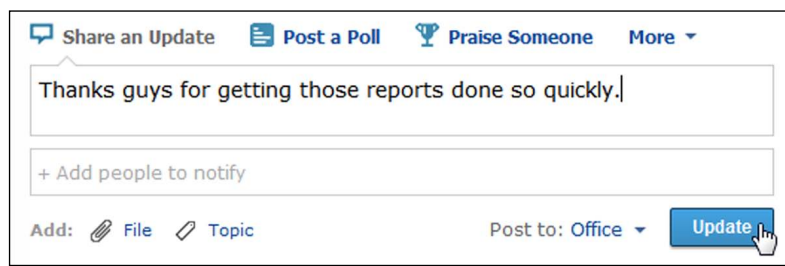 Share an Update Post a Poll Praise Someone More
Thanks guys for getting those reports done so quickly.
+ Add people to notify
Add: File Topic Post to: Office Update